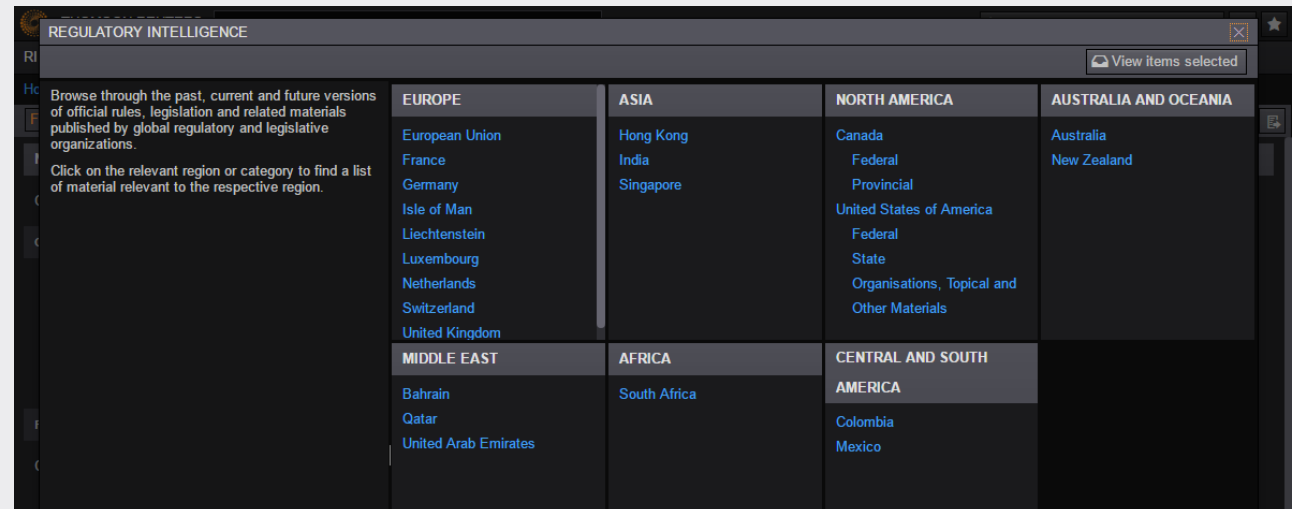 REGULATORY INTELLIGENCE
RI
View items selected
Browse through the past, current and future versions
of official rules, legislation and related materials
published by global regulatory and legislative
organizations.
Click on the relevant region or category to find a list
of material relevant to the respective region.
EUROPE
European Union
France
Germany
Isle of Man
Liechtenstein
Luxembourg
Netherlands
Switzerland
United Kingdom
ASIA
Hong Kong
India
Singapore
NORTH AMERICA
Canada
Federal
Provincial
United States of America
Federal
State
Organisations, Topical and
Other Materials
AUSTRALIA AND OCEANIA
Australia
New Zealand
MIDDLE EAST
Bahrain
Qatar
United Arab Emirates
AFRICA
South Africa
CENTRAL AND SOUTH
AMERICA
Colombia
Mexico